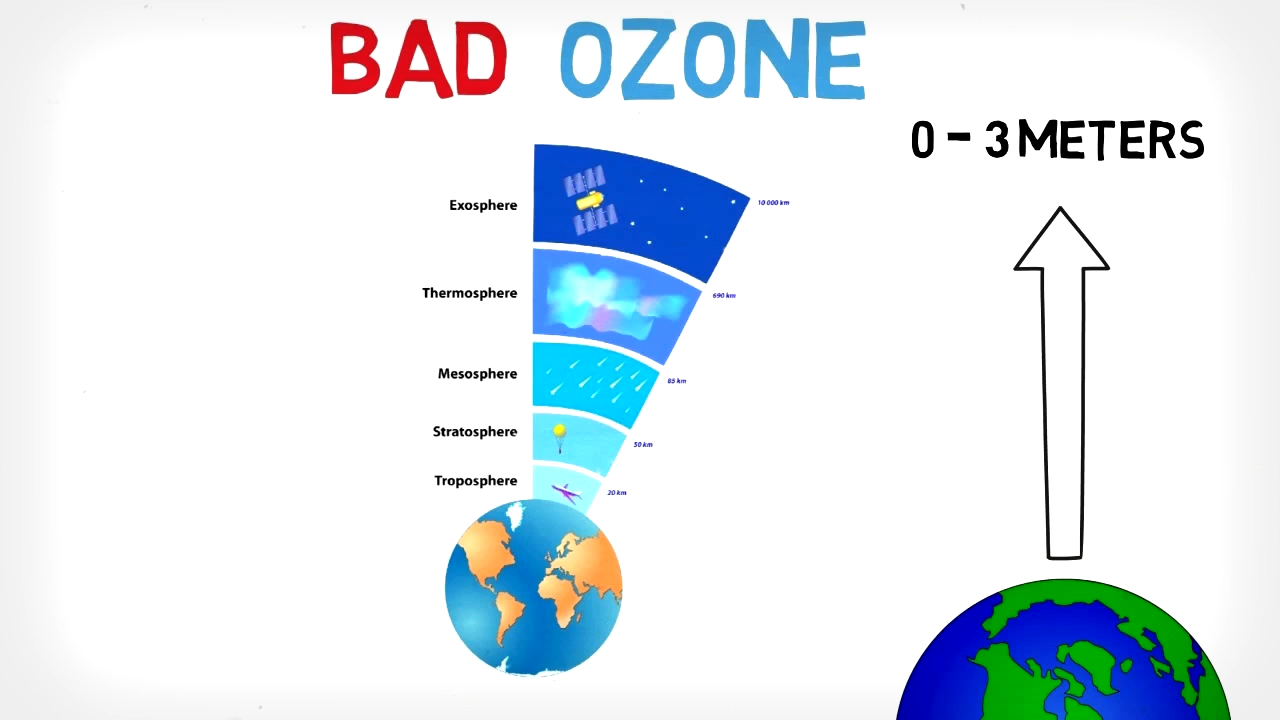 BAD OZONE
0 - 3 METERS
Exosphere
10 000 km
Thermosphere
690 km
Mesosphere
85 km
Stratosphere
50 km
Troposphere
20 km